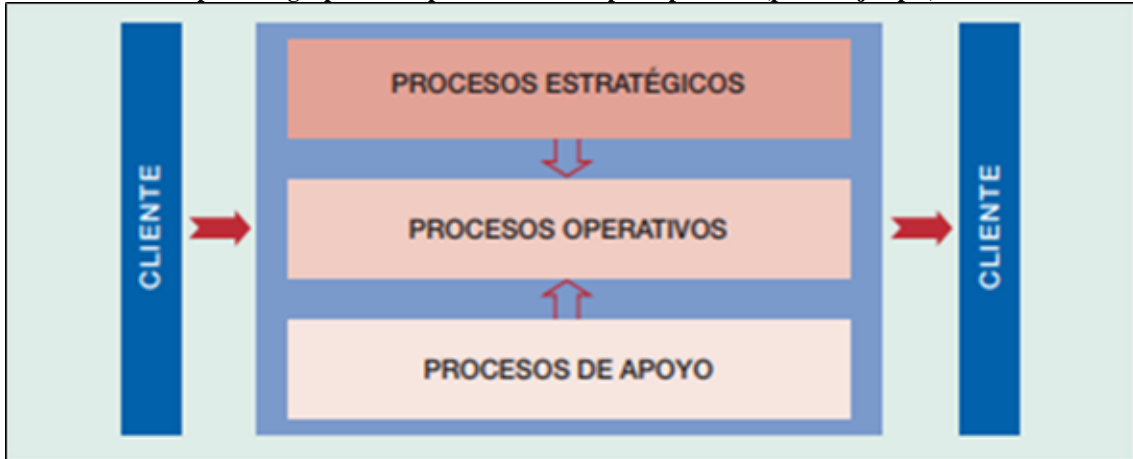 CLIENTE
PROCESOS ESTRATÉGICOS
PROCESOS OPERATIVOS
PROCESOS DE APOYO
CLIENTE